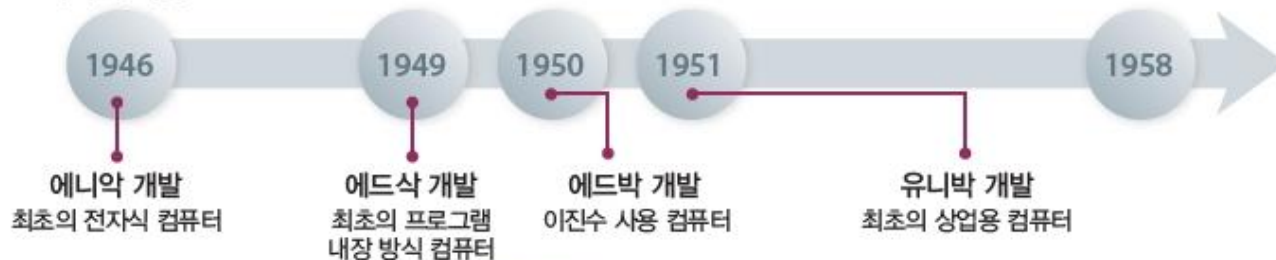 1946
1949
1950
1951
1958
에니악 개발
최초의 전자식 컴퓨터
에드삭 개발
최초의 프로그램
내장 방식 컴퓨터
에드박 개발
이진수 사용 컴퓨터
유니박 개발
최초의 상업용 컴퓨터